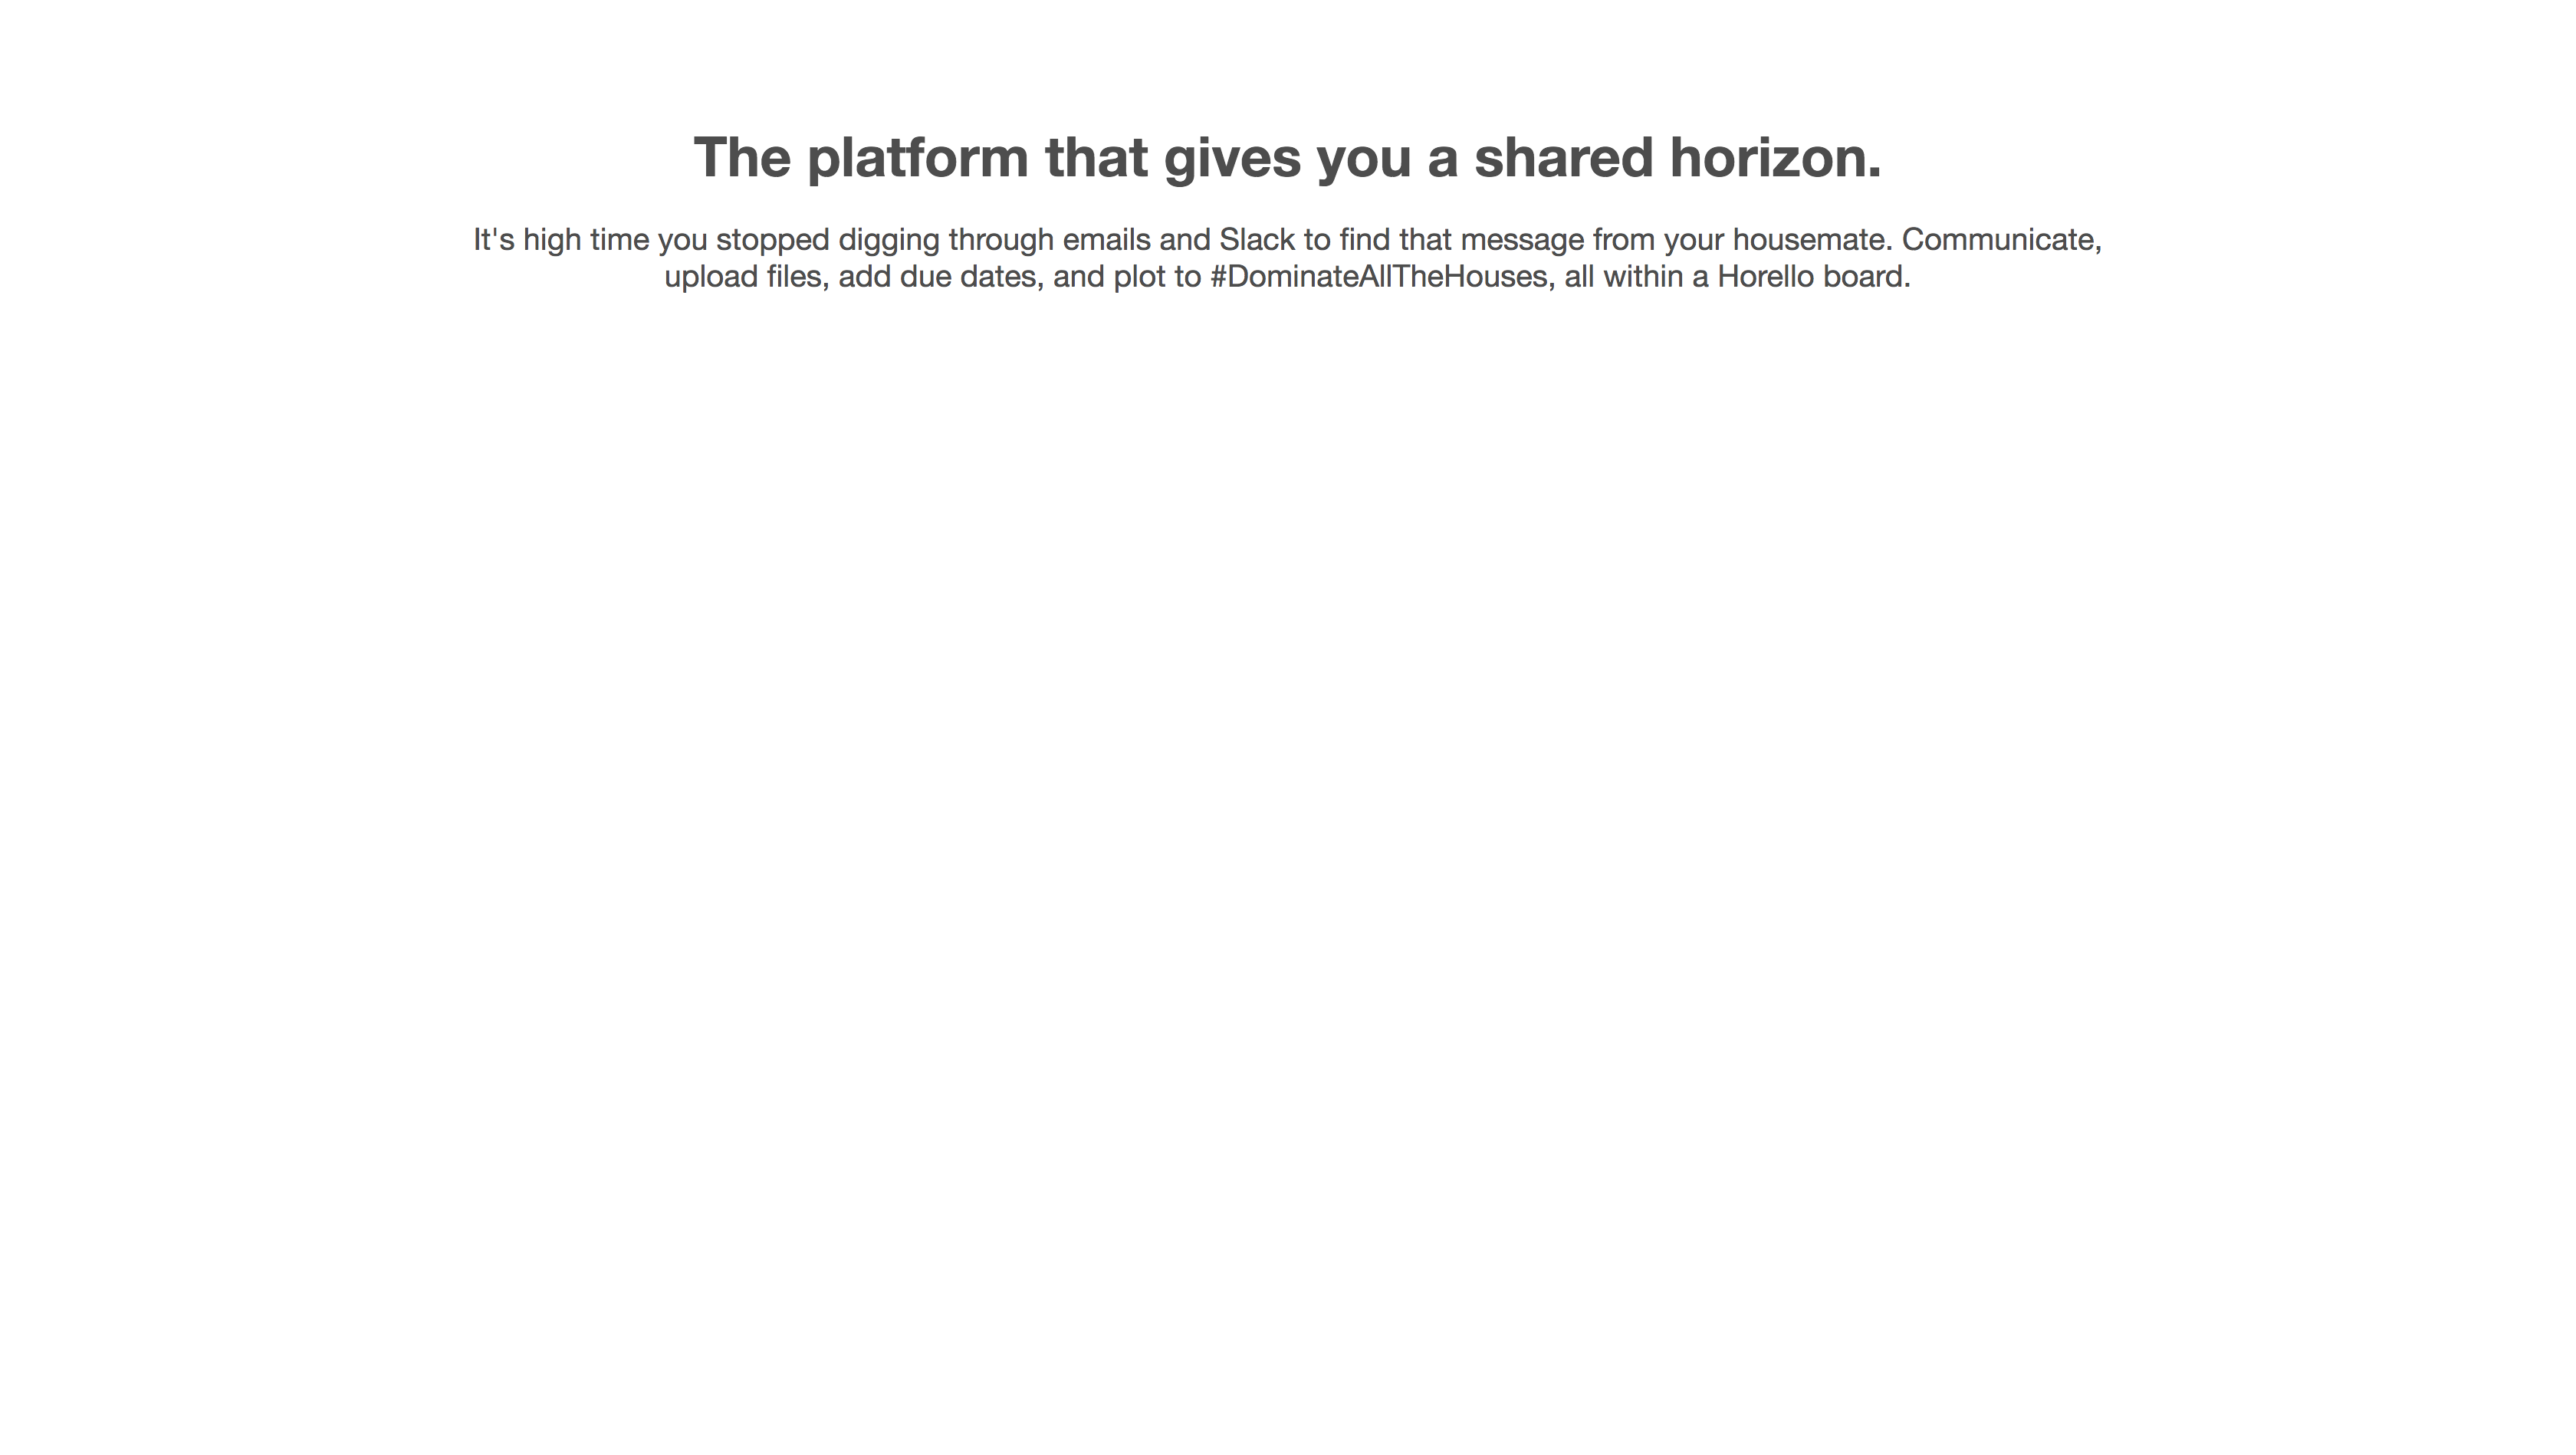 The platform that gives you a shared horizon.
It's high time you stopped digging through emails and Slack to find that message from your housemate. Communicate,
upload files, add due dates, and plot to #DominateAllTheHouses, all within a Horello board.